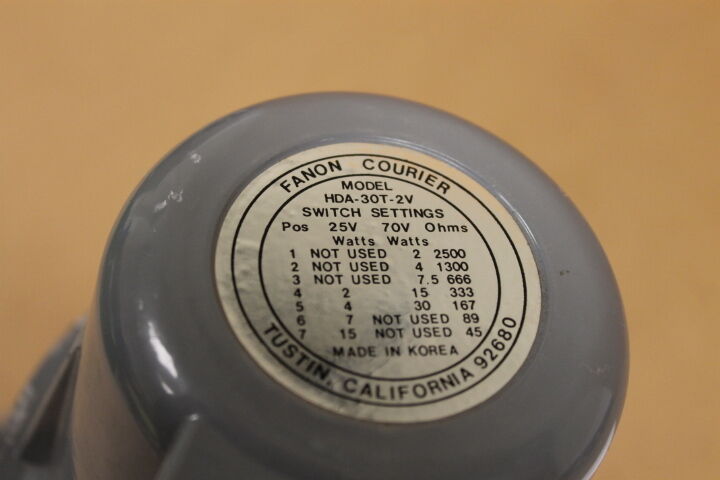 FANON COURIER
MODEL
HDA-30T-2V
SWITCH SETTINGS
Pos 25V 70V Ohms
Watts Watts
1 NOT USED 2 2500
2 NOT USED 4 1300
3 NOT USED 7.5 666
4 2 15 333
5 4 30 167
6 7 NOT USED 89
7 15 NOT USED 45
MADE IN KOREA
TUSTIN, CALIFORNIA 92680